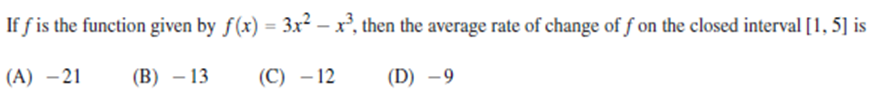 If f is the function given by f(x) = 3x² – x³, then the average rate of change of f on the closed interval [1, 5] is
(A) –21 (B) –13 (C) –12 (D) –9